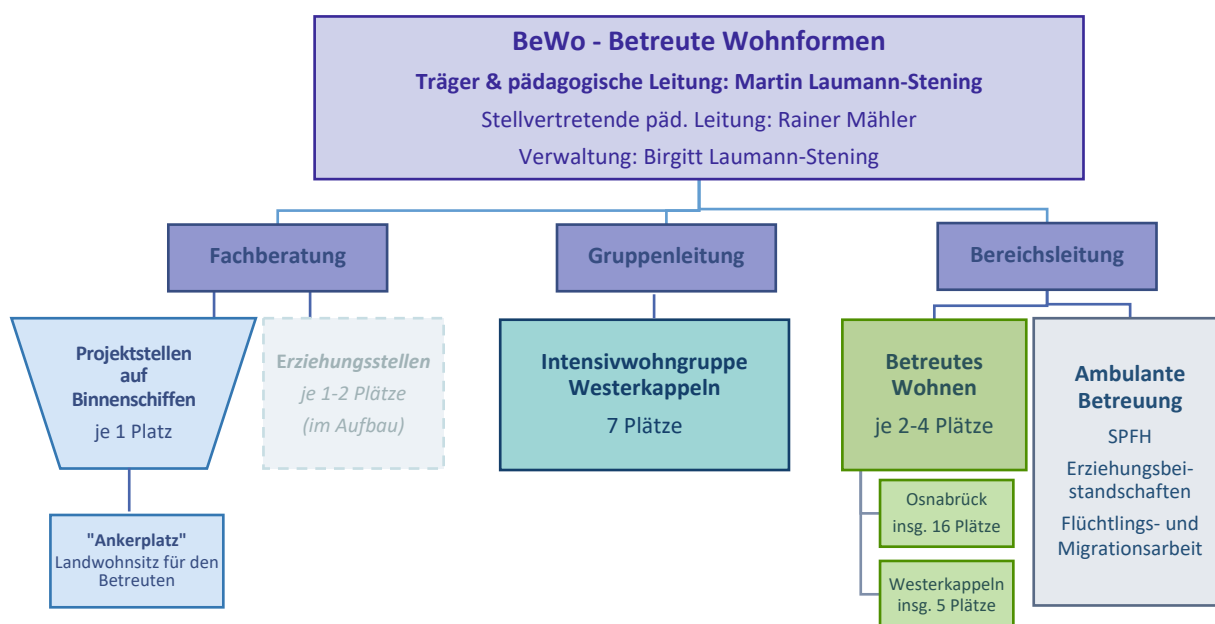 BeWo - Betreute Wohnformen
Träger & pädagogische Leitung: Martin Laumann-Stening
Stellvertretende päd. Leitung: Rainer Mähler
Verwaltung: Birgitt Laumann-Stening
Fachberatung
Gruppenleitung
Bereichsleitung
Projektstellen
auf
Binnenschiffen
je 1 Platz
Erziehungsstellen
je 1-2 Plätze
(im Aufbau)
Intensivwohngruppe
Westerkappeln
7 Plätze
Betreutes
Wohnen
je 2-4 Plätze
Ambulante
Betreuung
SPFH
Erziehungsbei-
standschaften
Flüchtlings- und
Migrationsarbeit
"Ankerplatz"
Landwohnsitz für den
Betreuten
Osnabrück
insg. 16 Plätze
Westerkappeln
insg. 5 Plätze